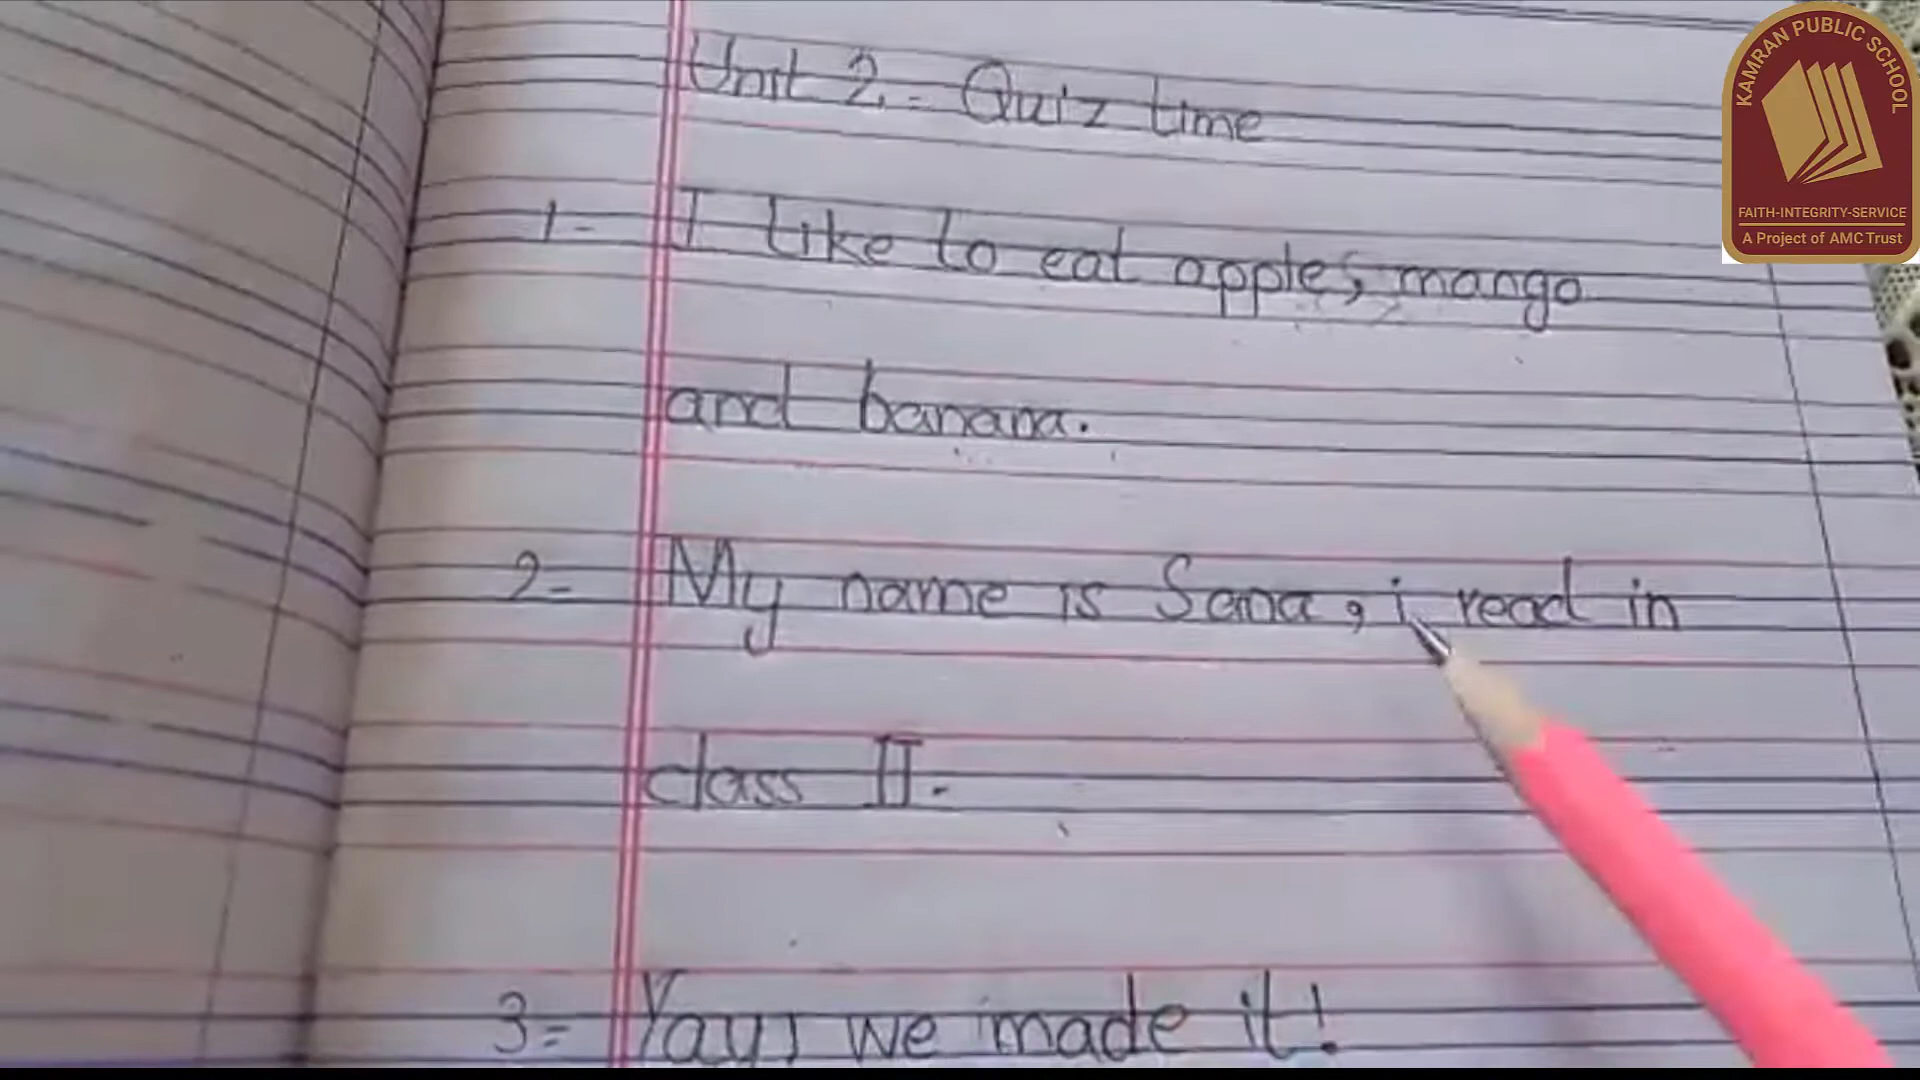 Unit 2.- Quiz time
1- I like to eat apple, mango
and banana.
2- My name is Sana, i read in
class II.
3- Yay, we made it!
KAMRAN PUBLIC SCHOOL
FAITH-INTEGRITY-SERVICE
A Project of AMC Trust